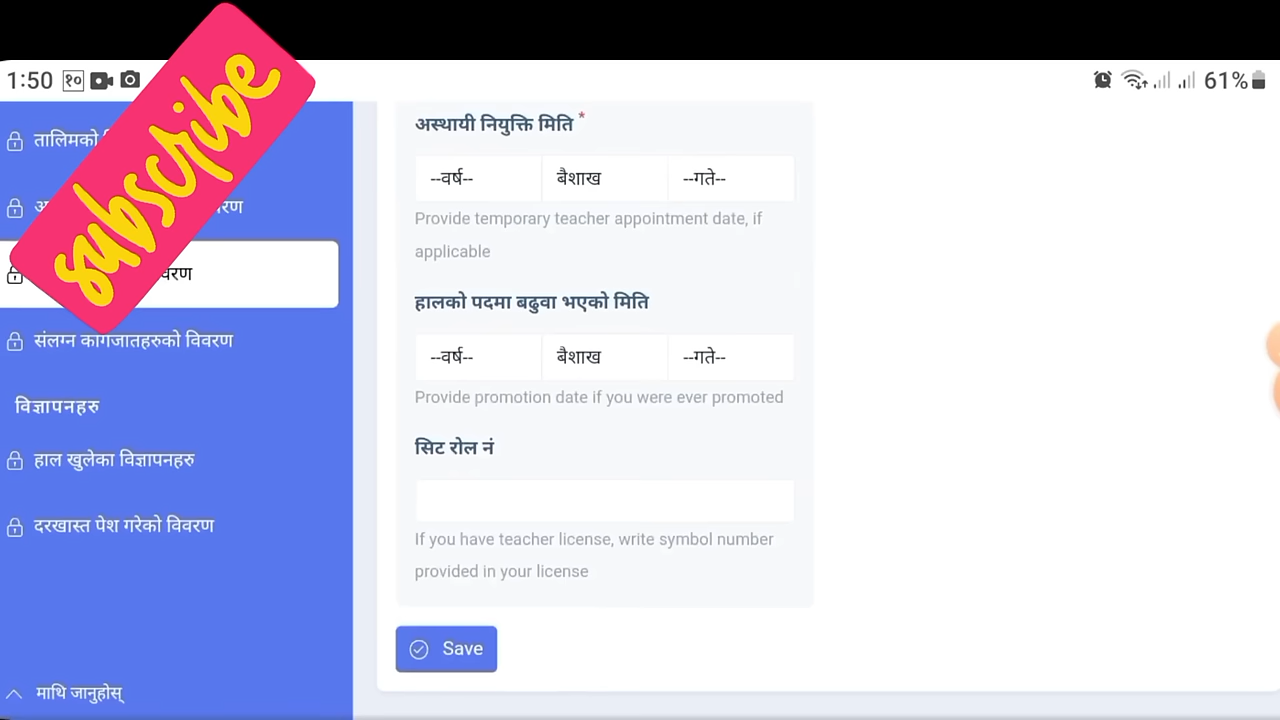 1:50 १० 61%
subscribe
तालिमको
वरण
संलग्न कागजातहरुको विवरण
विज्ञापनहरु
हाल खुलेका विज्ञापनहरु
दरखास्त पेश गरेको विवरण
माथि जानुहोस्
अस्थायी नियुक्ति मिति *
--वर्ष-- बैशाख --गते--
Provide temporary teacher appointment date, if
applicable
हालको पदमा बढुवा भएको मिति
--वर्ष-- बैशाख --गते--
Provide promotion date if you were ever promoted
सिट रोल नं
If you have teacher license, write symbol number
provided in your license
Save